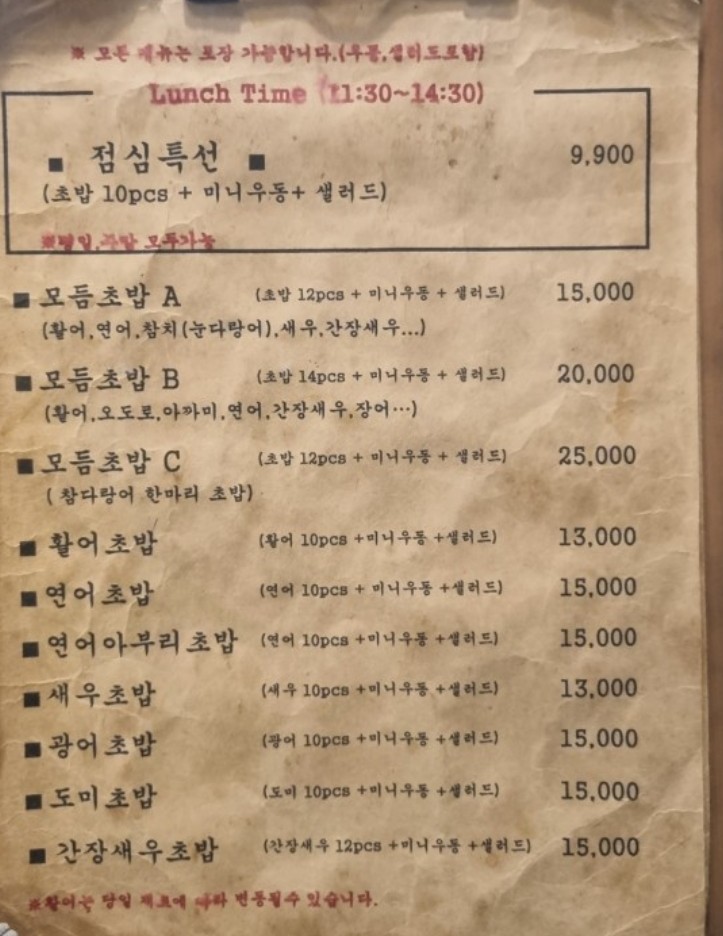 ※ 모든 메뉴는 포장 가능합니다.(우동,샐러드포함)
Lunch Time (11:30~14:30)
■ 점심특선 ■ 9,900
(초밥 10pcs + 미니우동+ 샐러드)
※평일,주말 모두가능
■ 모듬초밥 A (초밥 12pcs + 미니우동 + 샐러드) 15,000
(활어,연어,참치(눈다랑어),새우,간장새우...)
■ 모듬초밥 B (초밥 14pcs + 미니우동 + 샐러드) 20,000
(활어,오도로,아까미,연어,간장새우,장어...)
■ 모듬초밥 C (초밥 12pcs + 미니우동 + 샐러드) 25,000
( 참다랑어 한마리 초밥)
■ 활어초밥 (활어 10pcs +미니우동 +샐러드) 13,000
■ 연어초밥 (연어 10pcs +미니우동 +샐러드) 15,000
■ 연어아부리초밥 (연어 10pcs +미니우동 +샐러드) 15,000
■ 새우초밥 (새우 10pcs +미니우동 +샐러드) 13,000
■ 광어초밥 (광어 10pcs +미니우동 +샐러드) 15,000
■ 도미초밥 (도미 10pcs +미니우동 +샐러드) 15,000
■ 간장새우초밥 (간장새우 12pcs +미니우동 +샐러드) 15,000
※활어는 당일 재료에 따라 변동될수 있습니다.